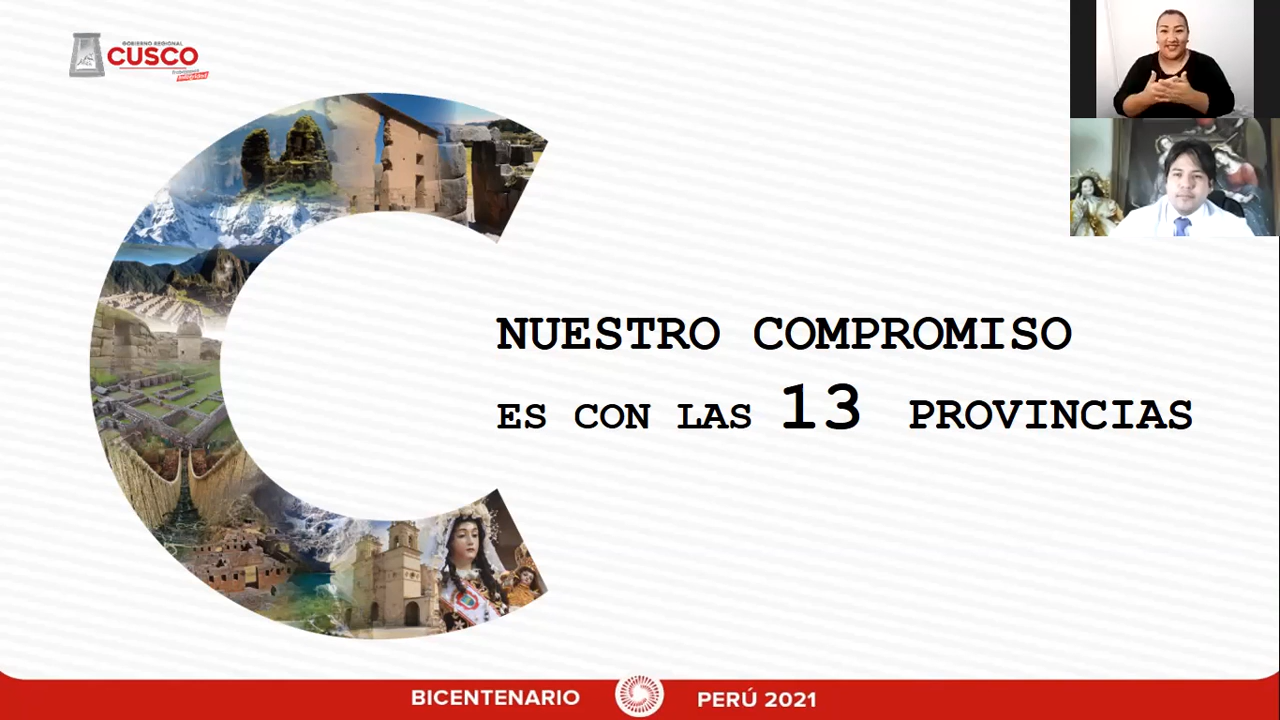 GOBIERNO REGIONAL
CUSCO
NUESTRO COMPROMISO
ES CON LAS 13 PROVINCIAS
BICENTENARIO PERÚ 2021